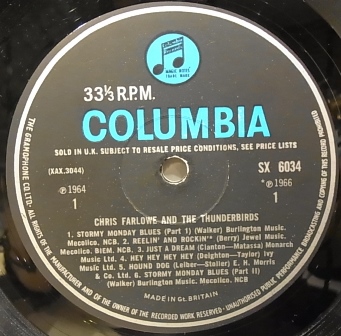 MAGIC NOTES
TRADE MARK
33⅓ R.P.M.
COLUMBIA
SOLD IN U.K. SUBJECT TO RESALE PRICE CONDITIONS, SEE PRICE LISTS
(XAX.3044) SX 6034
℗1964 ℗1966
1 1
CHRIS FARLOWE AND THE THUNDERBIRDS
1. STORMY MONDAY BLUES (Part 1) (Walker) Burlington Music.
Mecolico, NCB 2. REELIN' AND ROCKIN' (Berry) Jewel Music.
Mecolico, BIEM, NCB 3. JUST A DREAM (Clanton—Matassa) Monarch
Music Ltd. 4. HEY HEY HEY HEY (Deighton—Taylor) Ivy
Music Ltd. 5. HOUND DOG (Leiber—Stoller) E. H. Morris
& Co. Ltd. 6. STORMY MONDAY BLUES (Part II)
(Walker) Burlington Music. Mecolico, NCB
MADE IN GT. BRITAIN
THE GRAMOPHONE CO. LTD. ALL RIGHTS OF THE MANUFACTURER AND OF THE OWNER OF THE RECORDED WORK RESERVED UNAUTHORISED PUBLIC PERFORMANCE BROADCASTING AND COPYING OF THIS RECORD PROHIBITED